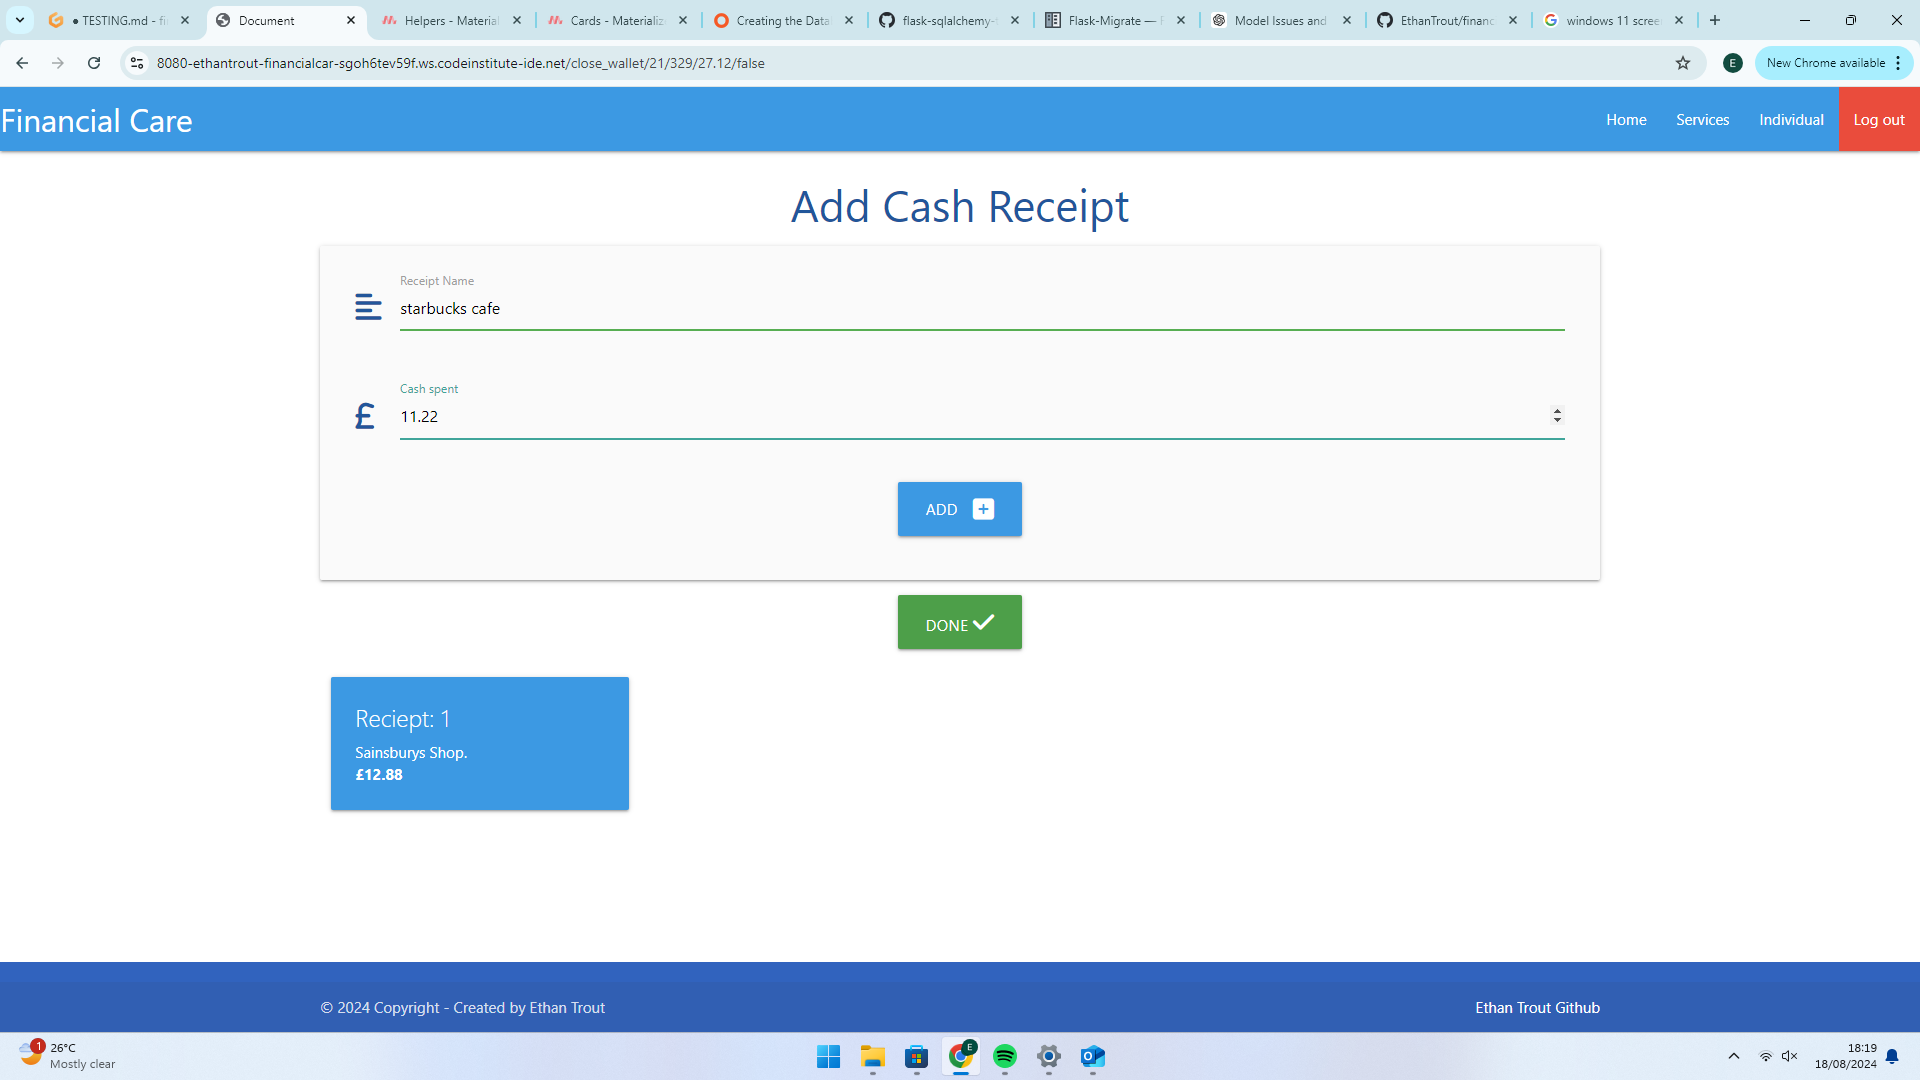 TESTING.md - fi
Document
Helpers - Material
Cards - Materializ
Creating the Data
flask-sqlalchemy-
Flask-Migrate —
Model Issues and
EthanTrout/financ
windows 11 scree
8080-ethantrout-financialcar-sgoh6tev59f.ws.codeinstitute-ide.net/close_wallet/21/329/27.12/false
E
New Chrome available
Financial Care
Home
Services
Individual
Log out
Add Cash Receipt
Receipt Name
starbucks cafe
Cash spent
£
11.22
ADD
DONE
Reciept: 1
Sainsburys Shop.
£12.88
© 2024 Copyright - Created by Ethan Trout
Ethan Trout Github
1
26°C
Mostly clear
E
18:19
18/08/2024